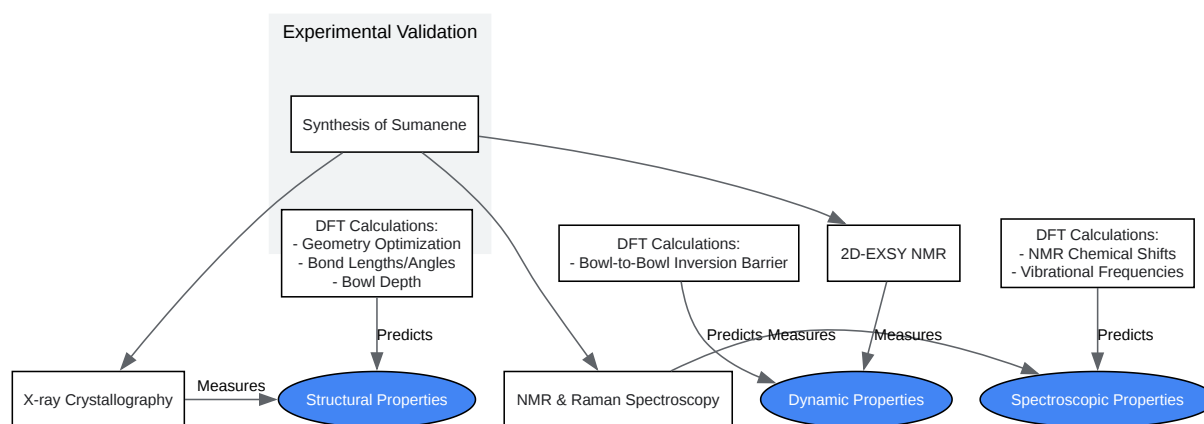 Experimental Validation
Synthesis of Sumanene
DFT Calculations:
- Geometry Optimization
- Bond Lengths/Angles
- Bowl Depth
DFT Calculations:
- Bowl-to-Bowl Inversion Barrier
2D-EXSY NMR
DFT Calculations:
- NMR Chemical Shifts
- Vibrational Frequencies
Predicts
Predicts
Measures
Measures
Predicts
X-ray Crystallography
Measures
Structural Properties
NMR & Raman Spectroscopy
Dynamic Properties
Spectroscopic Properties